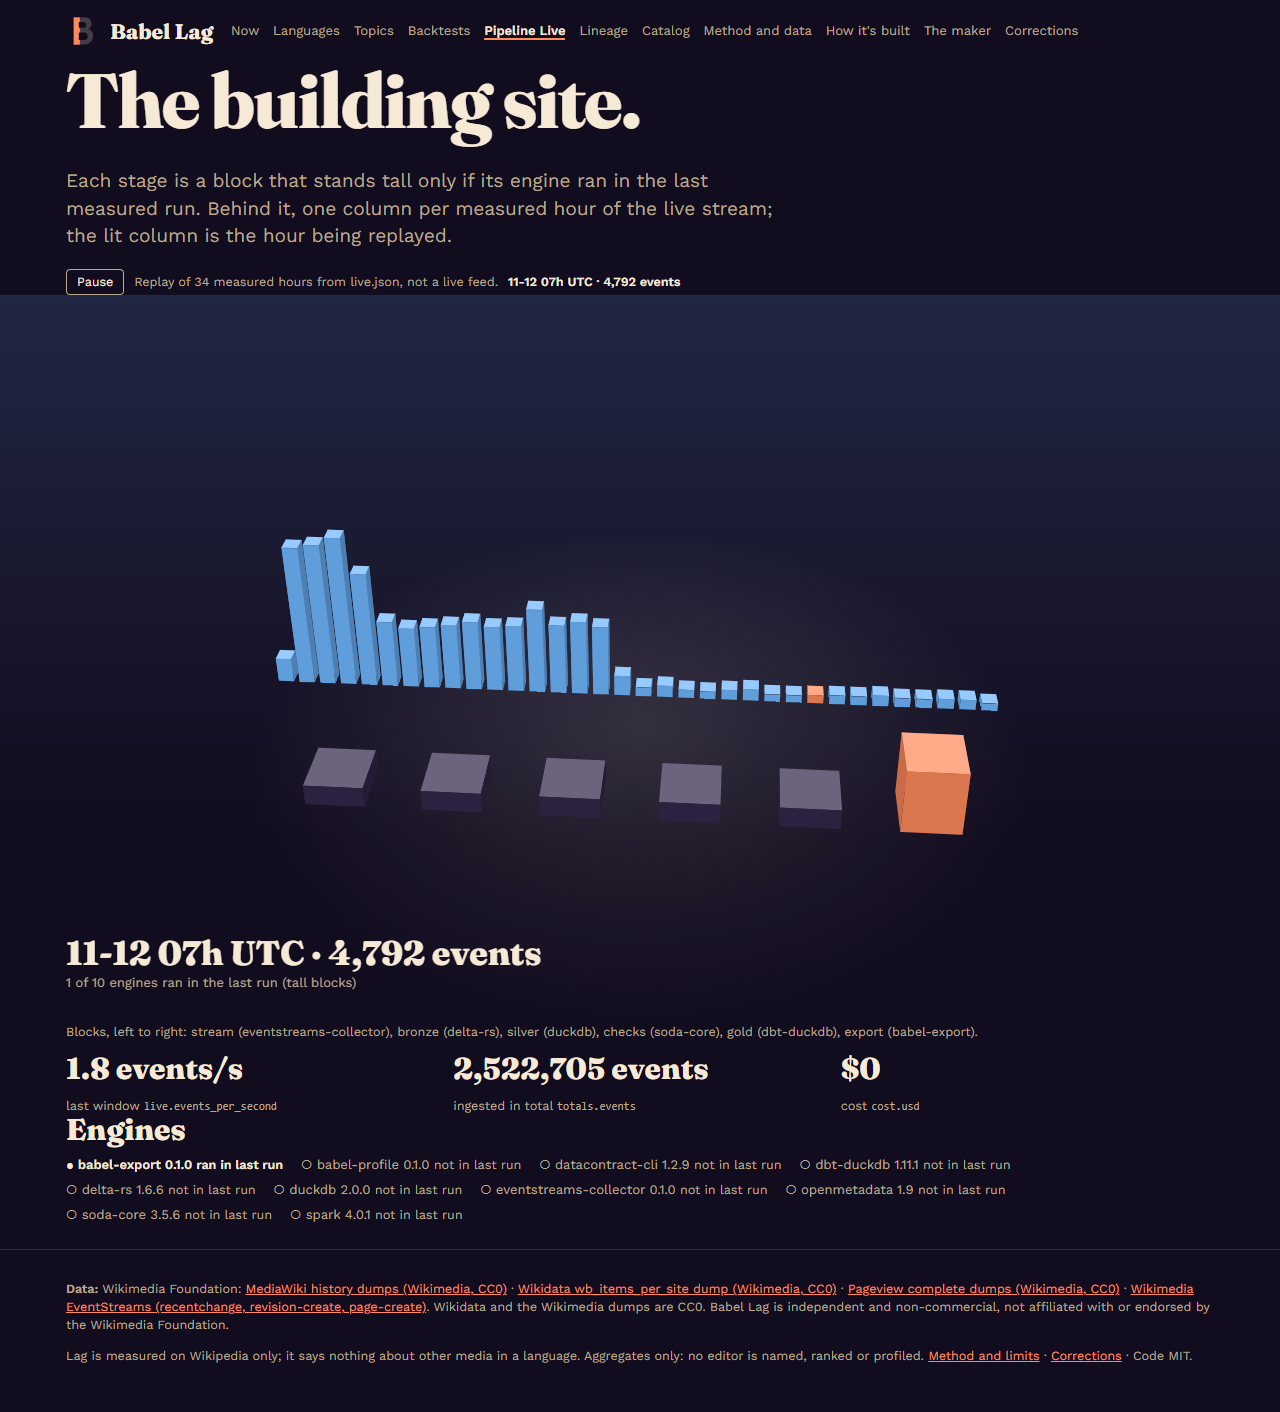 B Babel Lag Now Languages Topics Backtests Pipeline Live Lineage Catalog Method and data How it's built The maker Corrections
The building site.
Each stage is a block that stands tall only if its engine ran in the last
measured run. Behind it, one column per measured hour of the live stream;
the lit column is the hour being replayed.
Pause Replay of 34 measured hours from live.json, not a live feed. 11-12 07h UTC · 4,792 events
11-12 07h UTC · 4,792 events
1 of 10 engines ran in the last run (tall blocks)
Blocks, left to right: stream (eventstreams-collector), bronze (delta-rs), silver (duckdb), checks (soda-core), gold (dbt-duckdb), export (babel-export).
1.8 events/s 2,522,705 events $0
last window live.events_per_second ingested in total totals.events cost cost.usd
Engines
● babel-export 0.1.0 ran in last run ○ babel-profile 0.1.0 not in last run ○ datacontract-cli 1.2.9 not in last run ○ dbt-duckdb 1.11.1 not in last run
○ delta-rs 1.6.6 not in last run ○ duckdb 2.0.0 not in last run ○ eventstreams-collector 0.1.0 not in last run ○ openmetadata 1.9 not in last run
○ soda-core 3.5.6 not in last run ○ spark 4.0.1 not in last run
Data: Wikimedia Foundation: MediaWiki history dumps (Wikimedia, CC0) · Wikidata wb_items_per_site dump (Wikimedia, CC0) · Pageview complete dumps (Wikimedia, CC0) · Wikimedia
EventStreams (recentchange, revision-create, page-create). Wikidata and the Wikimedia dumps are CC0. Babel Lag is independent and non-commercial, not affiliated with or endorsed by
the Wikimedia Foundation.
Lag is measured on Wikipedia only; it says nothing about other media in a language. Aggregates only: no editor is named, ranked or profiled. Method and limits · Corrections · Code MIT.